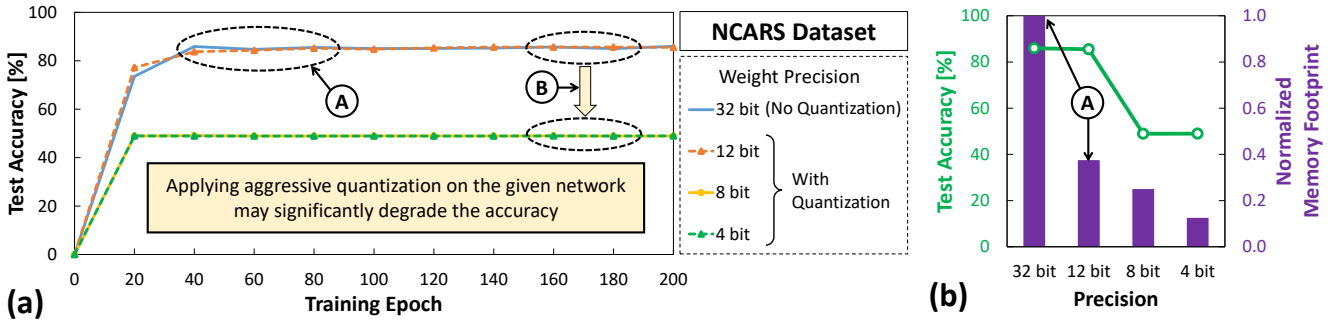 100
80
60
40
20
0
Test Accuracy [%]
A
B
Applying aggressive quantization on the given network
may significantly degrade the accuracy
0 20 40 60 80 100 120 140 160 180 200
Training Epoch
(a)
NCARS Dataset
Weight Precision
32 bit (No Quantization)
12 bit
8 bit
4 bit
With
Quantization
100
80
60
40
20
0
Test Accuracy [%]
A
1.0
0.8
0.6
0.4
0.2
0.0
Normalized
Memory Footprint
32 bit 12 bit 8 bit 4 bit
Precision
(b)